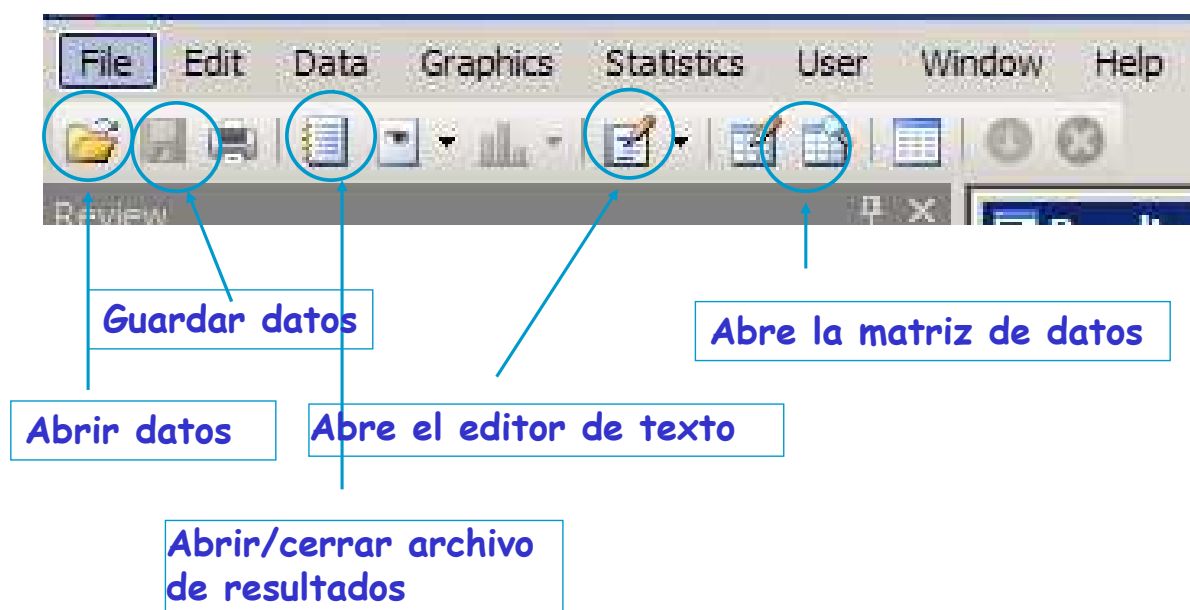 File Edit Data Graphics Statistics User Window Help
Review
Guardar datos
Abre la matriz de datos
Abrir datos
Abre el editor de texto
Abrir/cerrar archivo
de resultados